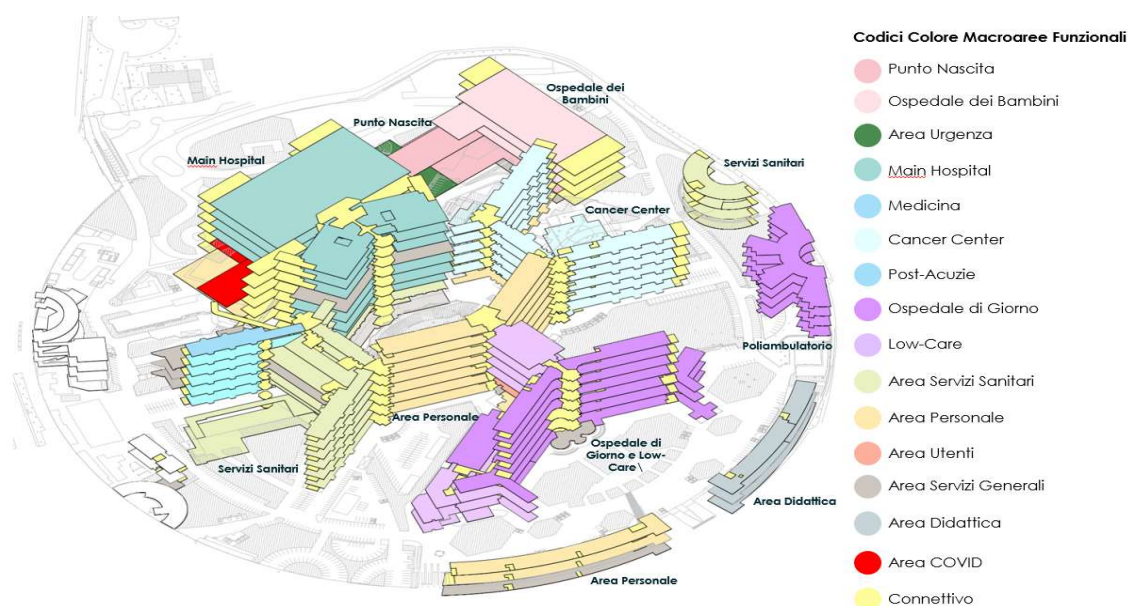 Codici Colore Macroaree Funzionali
Punto Nascita
Ospedale dei Bambini
Area Urgenza
Main Hospital
Medicina
Cancer Center
Post-Acuzie
Ospedale di Giorno
Low-Care
Area Servizi Sanitari
Area Personale
Area Utenti
Area Servizi Generali
Area Didattica
Area COVID
Connettivo
Ospedale dei
Bambini
Punto Nascita
Main Hospital
Servizi Sanitari
Cancer Center
Poliambulatorio
Area Personale
Servizi Sanitari
Ospedale di
Giorno e Low-
Care \
Area Didattica
Area Personale